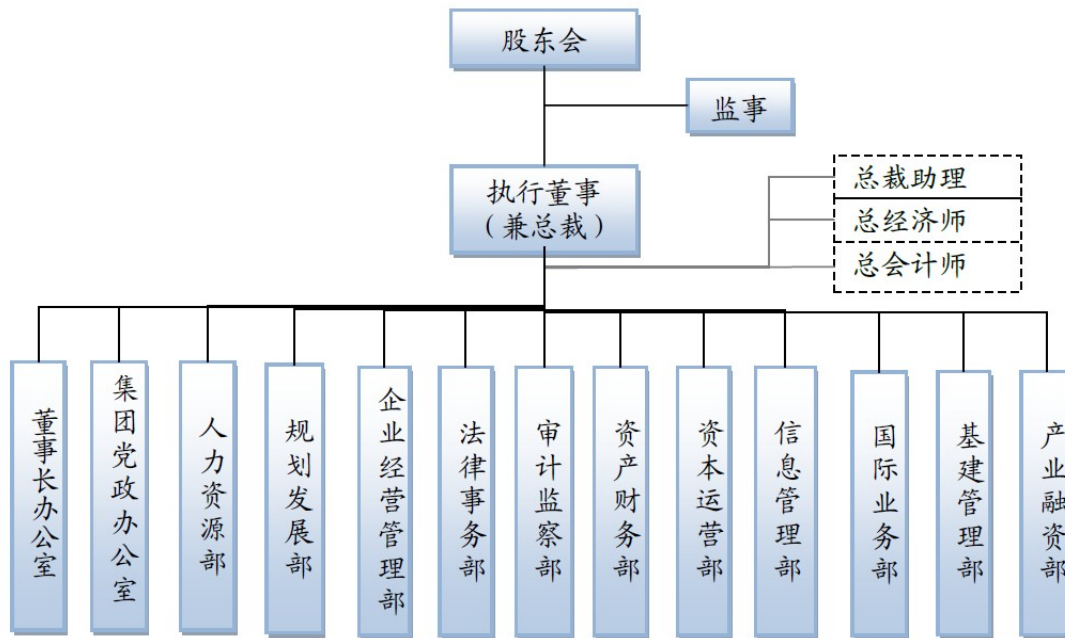 股东会
监事
执行董事
（兼总裁）
总裁助理
总经济师
总会计师
董事长办公室
集团党政办公室
人力资源部
规划发展部
企业经营管理部
法律事务部
审计监察部
资产财务部
资本运营部
信息管理部
国际业务部
基建管理部
产业融资部